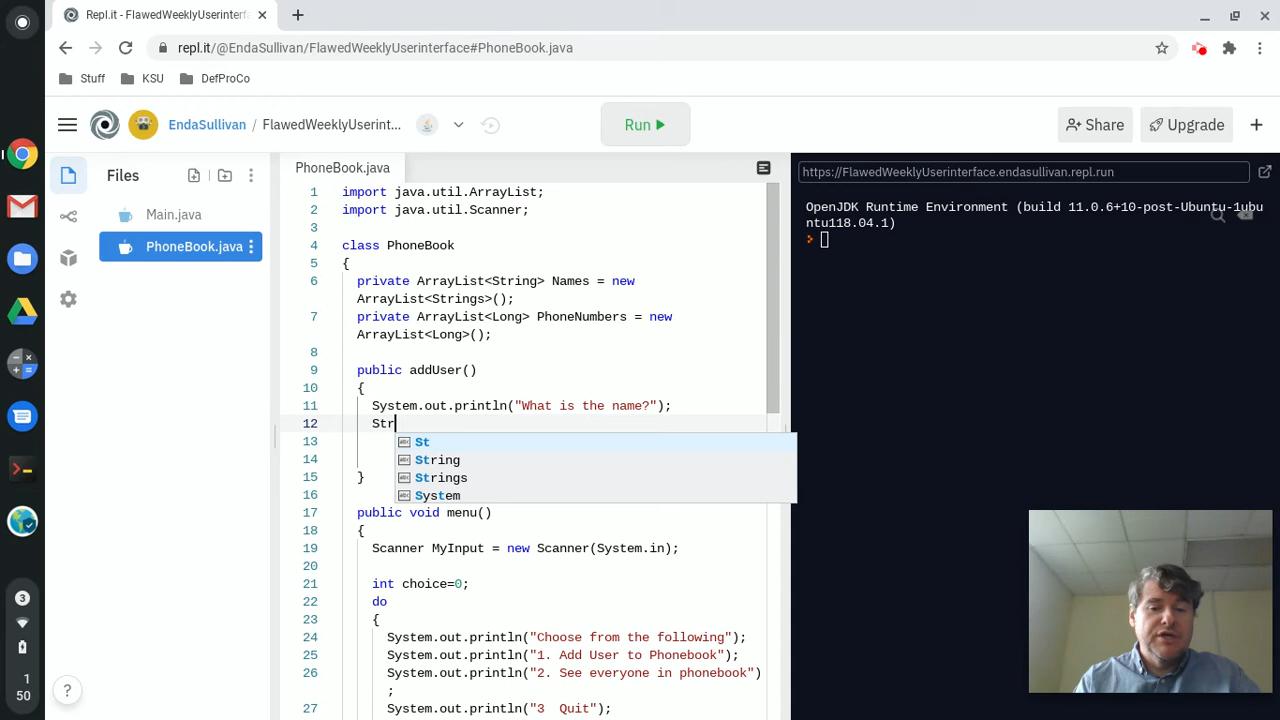 Repl.it - FlawedWeeklyUserinterf
repl.it/@EndaSullivan/FlawedWeeklyUserinterface#PhoneBook.java
Stuff KSU DefProCo
EndaSullivan / FlawedWeeklyUserint...
Run
Share
Upgrade
Files
Main.java
PhoneBook.java
PhoneBook.java
1 import java.util.ArrayList;
2 import java.util.Scanner;
3
4 class PhoneBook
5 {
6 private ArrayList<String> Names = new
ArrayList<Strings>();
7 private ArrayList<Long> PhoneNumbers = new
ArrayList<Long>();
8
9 public addUser()
10 {
11 System.out.println("What is the name?");
12 Str
13
14
15 }
16
17 public void menu()
18 {
19 Scanner MyInput = new Scanner(System.in);
20
21 int choice=0;
22 do
23 {
24 System.out.println("Choose from the following");
25 System.out.println("1. Add User to Phonebook");
26 System.out.println("2. See everyone in phonebook")
;
27 System.out.println("3 Quit");
abc St
abc String
abc Strings
abc System
https://FlawedWeeklyUserinterface.endasullivan.repl.run
OpenJDK Runtime Environment (build 11.0.6+10-post-Ubuntu-1ubu
ntu118.04.1)
>
3
1
50
?